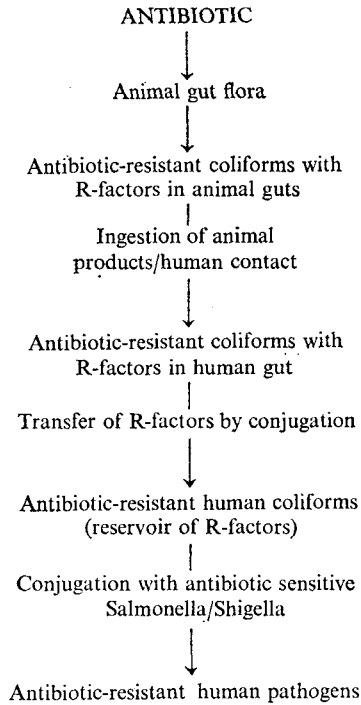 ANTIBIOTIC
Animal gut flora
Antibiotic-resistant coliforms with
R-factors in animal guts
Ingestion of animal
products/human contact
Antibiotic-resistant coliforms with
R-factors in human gut
Transfer of R-factors by conjugation
Antibiotic-resistant human coliforms
(reservoir of R-factors)
Conjugation with antibiotic sensitive
Salmonella/Shigella
Antibiotic-resistant human pathogens